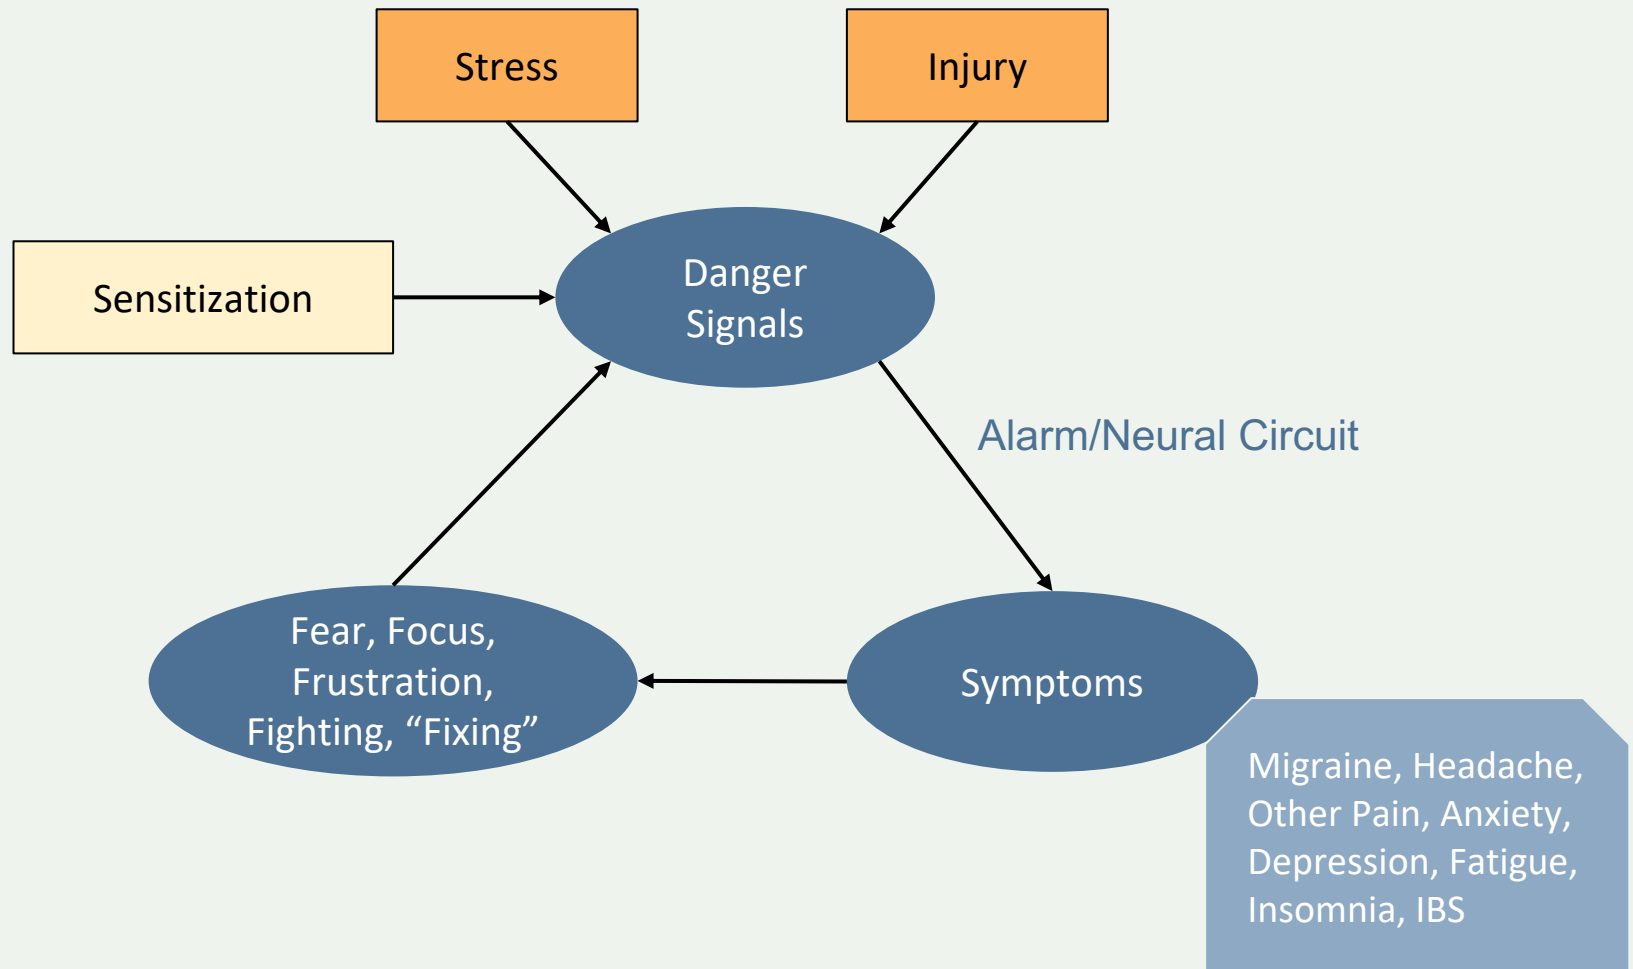 Stress
Injury
Sensitization
Danger
Signals
Alarm/Neural Circuit
Fear, Focus,
Frustration,
Fighting, “Fixing”
Symptoms
Migraine, Headache,
Other Pain, Anxiety,
Depression, Fatigue,
Insomnia, IBS